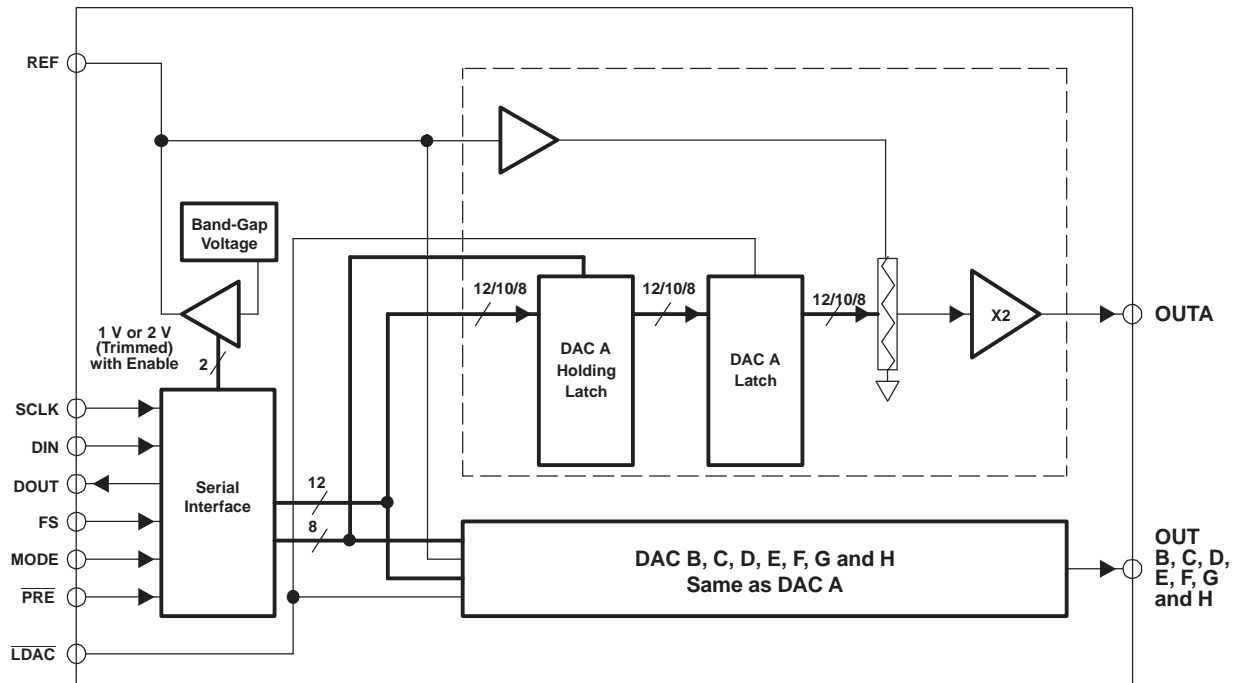 REF
Band-Gap
Voltage
1 V or 2 V
(Trimmed)
with Enable
2
12/10/8
12/10/8
12/10/8
DAC A
Holding
Latch
DAC A
Latch
X2
OUTA
SCLK
DIN
DOUT
FS
MODE
PRE
LDAC
Serial
Interface
12
8
DAC B, C, D, E, F, G and H
Same as DAC A
OUT
B, C, D,
E, F, G
and H